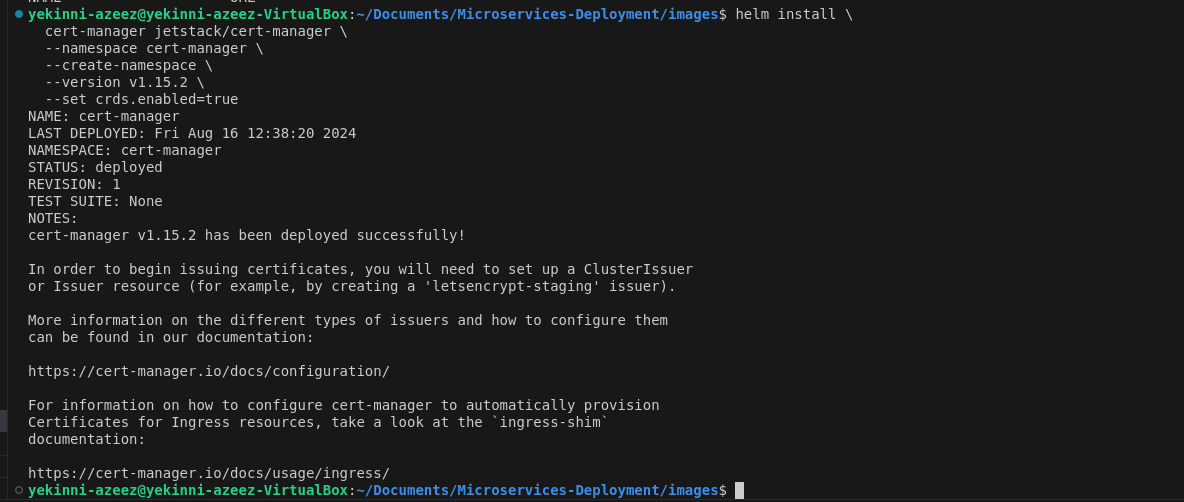 yekinni-azeez@yekinni-azeez-VirtualBox:~/Documents/Microservices-Deployment/images$ helm install \
  cert-manager jetstack/cert-manager \
  --namespace cert-manager \
  --create-namespace \
  --version v1.15.2 \
  --set crds.enabled=true
NAME: cert-manager
LAST DEPLOYED: Fri Aug 16 12:38:20 2024
NAMESPACE: cert-manager
STATUS: deployed
REVISION: 1
TEST SUITE: None
NOTES:
cert-manager v1.15.2 has been deployed successfully!

In order to begin issuing certificates, you will need to set up a ClusterIssuer
or Issuer resource (for example, by creating a 'letsencrypt-staging' issuer).

More information on the different types of issuers and how to configure them
can be found in our documentation:

https://cert-manager.io/docs/configuration/

For information on how to configure cert-manager to automatically provision
Certificates for Ingress resources, take a look at the `ingress-shim`
documentation:

https://cert-manager.io/docs/usage/ingress/
yekinni-azeez@yekinni-azeez-VirtualBox:~/Documents/Microservices-Deployment/images$